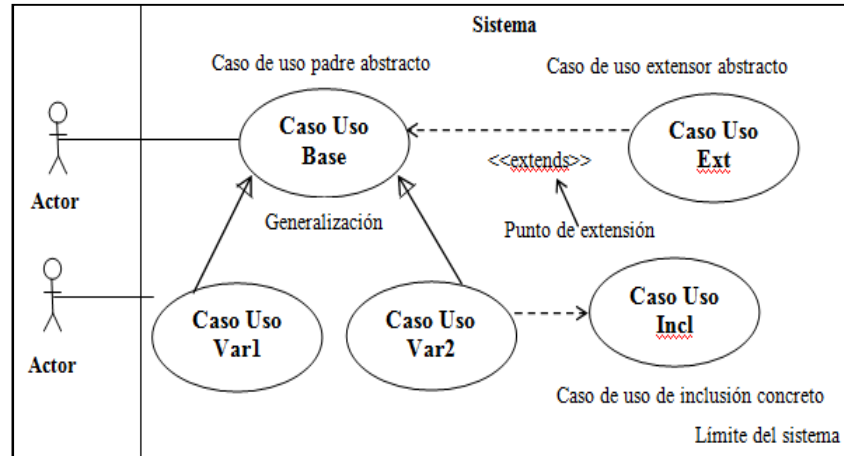 Sistema
Caso de uso padre abstracto
Caso de uso extensor abstracto
Caso Uso
Base
Caso Uso
Ext
<<extends>>
Actor
Generalización
Punto de extensión
Caso Uso
Var1
Caso Uso
Var2
Caso Uso
Incl
Actor
Caso de uso de inclusión concreto
Límite del sistema